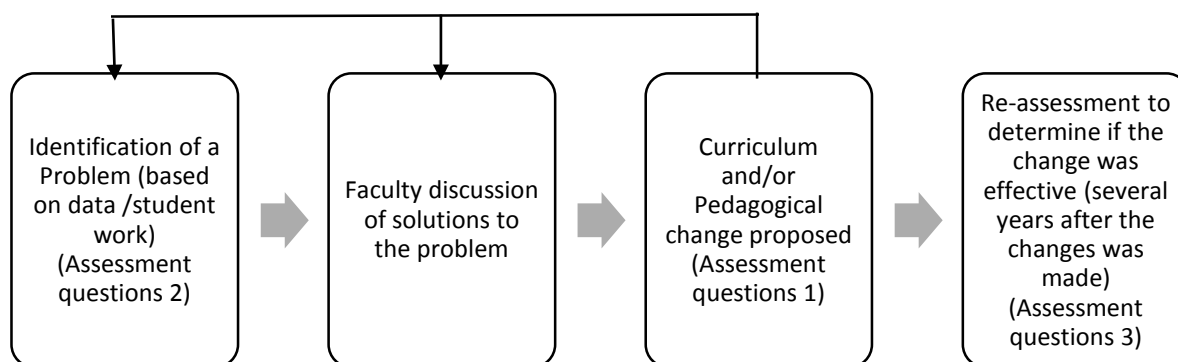 Identification of a
Problem (based
on data /student
work)
(Assessment
questions 2)
Faculty discussion
of solutions to
the problem
Curriculum
and/or
Pedagogical
change proposed
(Assessment
questions 1)
Re-assessment to
determine if the
change was
effective (several
years after the
changes was
made)
(Assessment
questions 3)